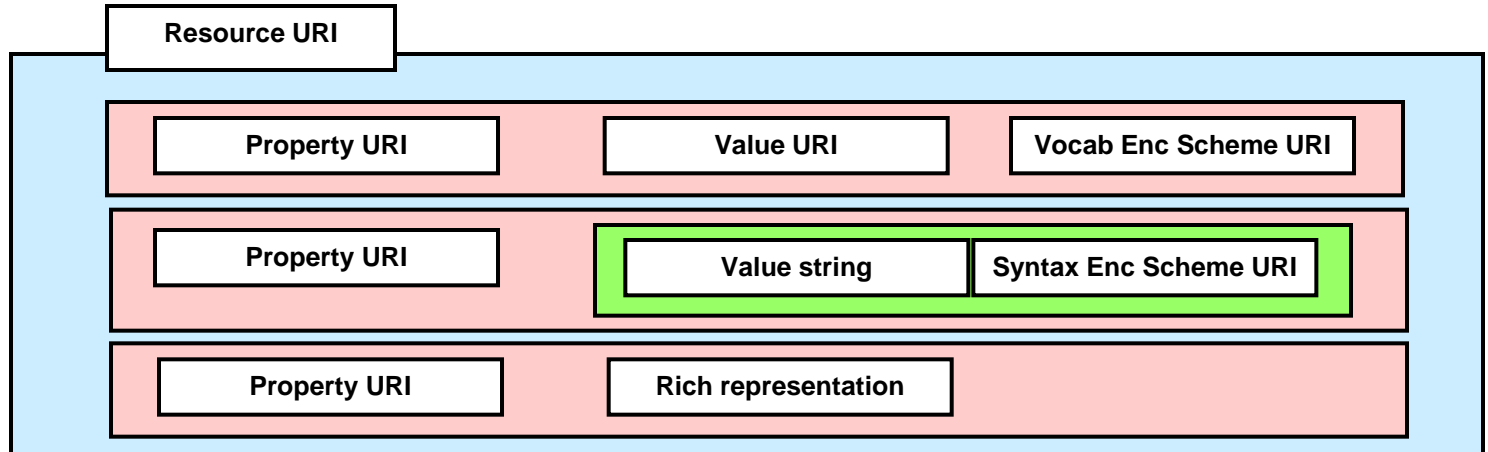 Resource URI
Property URI Value URI Vocab Enc Scheme URI
Property URI Value string Syntax Enc Scheme URI
Property URI Rich representation